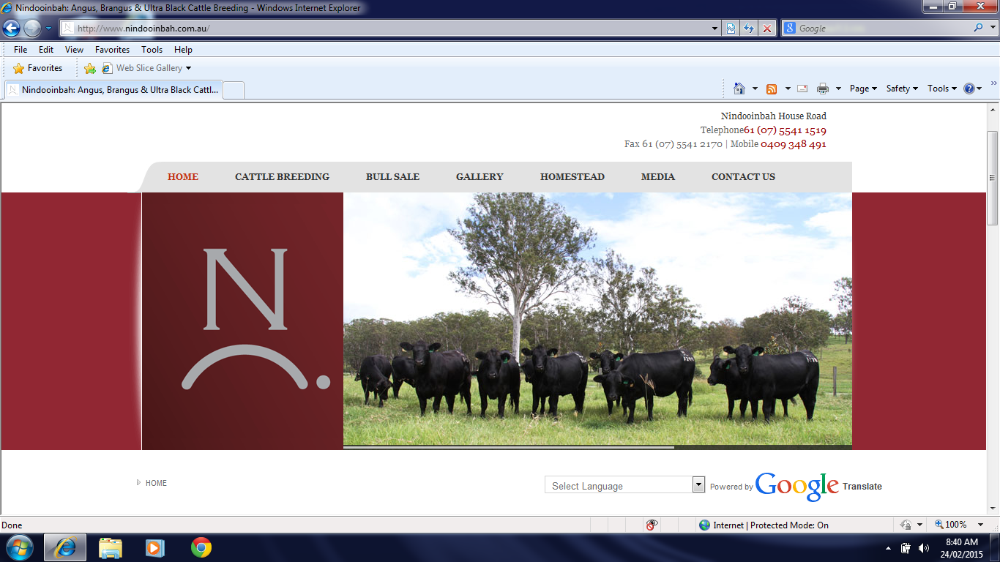 Nindooinbah: Angus, Brangus & Ultra Black Cattle Breeding - Windows Internet Explorer
http://www.nindooinbah.com.au/
Google
File Edit View Favorites Tools Help
Favorites Web Slice Gallery
Nindooinbah: Angus, Brangus & Ultra Black Cattl...
Page Safety Tools
Nindooinbah House Road
Telephone61 (07) 5541 1519
Fax 61 (07) 5541 2170 | Mobile 0409 348 491
HOME CATTLE BREEDING BULL SALE GALLERY HOMESTEAD MEDIA CONTACT US
N
HOME
Select Language
Powered by Google Translate
Done
Internet | Protected Mode: On
100%
8:40 AM
24/02/2015